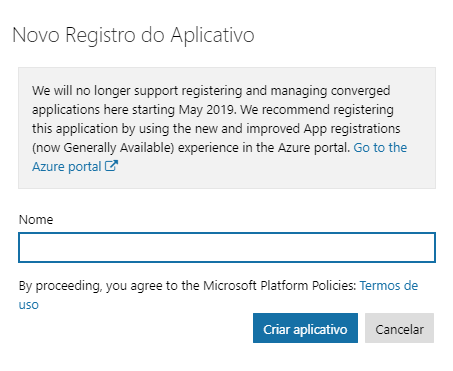 Novo Registro do Aplicativo
We will no longer support registering and managing converged
applications here starting May 2019. We recommend registering
this application by using the new and improved App registrations
(now Generally Available) experience in the Azure portal. Go to the
Azure portal
Nome
By proceeding, you agree to the Microsoft Platform Policies: Termos de
uso
Criar aplicativo
Cancelar